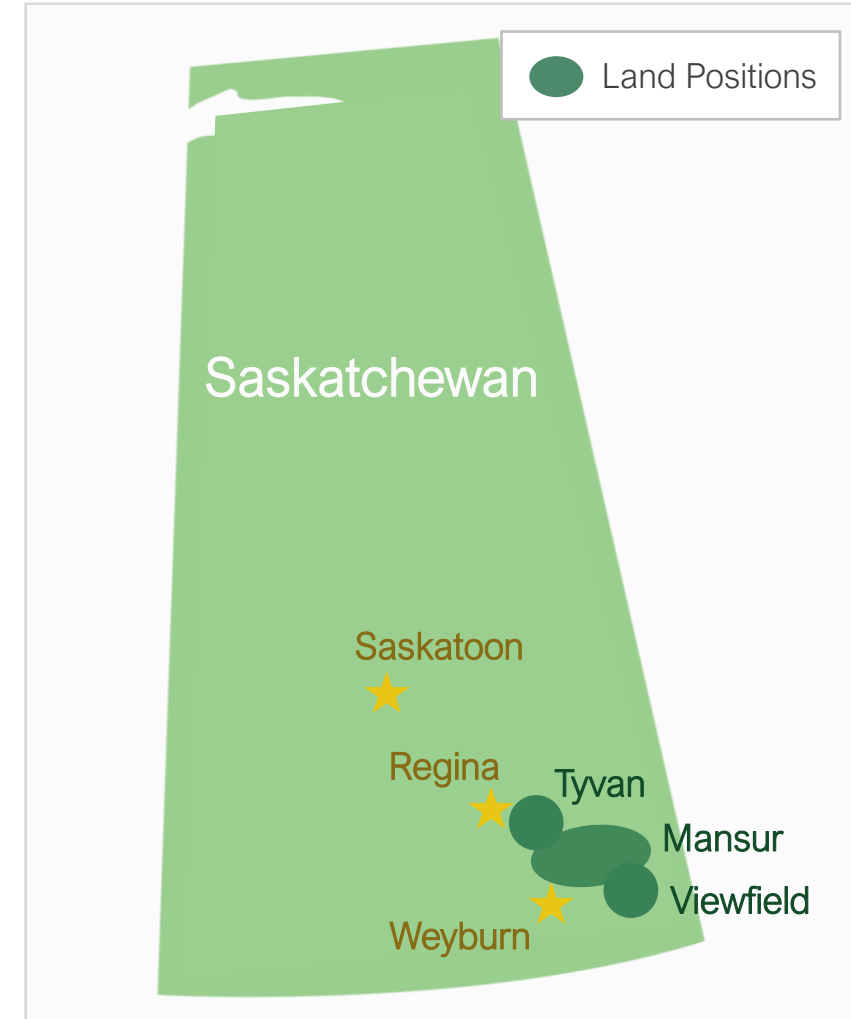 Land Positions
Saskatchewan
Saskatoon
Regina
Tyvan
Mansur
Viewfield
Weyburn